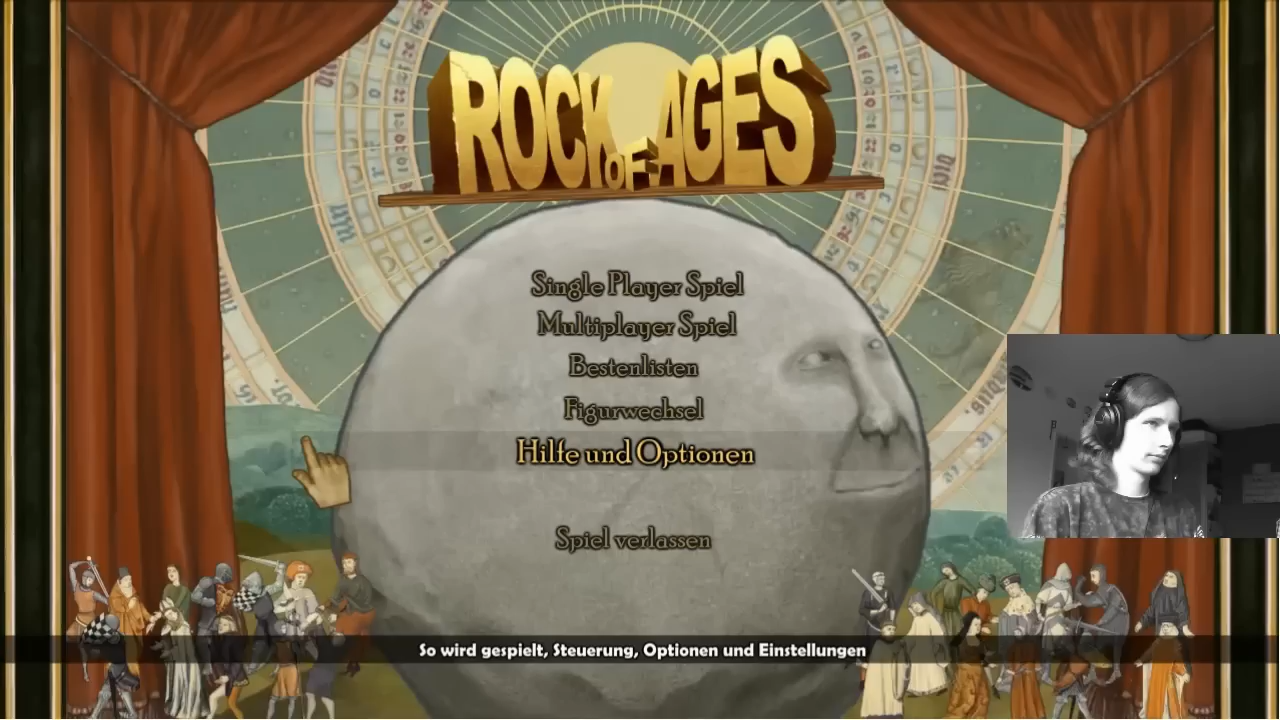 ROCK OF AGES
Single Player Spiel
Multiplayer Spiel
Bestenlisten
Figurwechsel
Hilfe und Optionen
Spiel verlassen
So wird gespielt, Steuerung, Optionen und Einstellungen